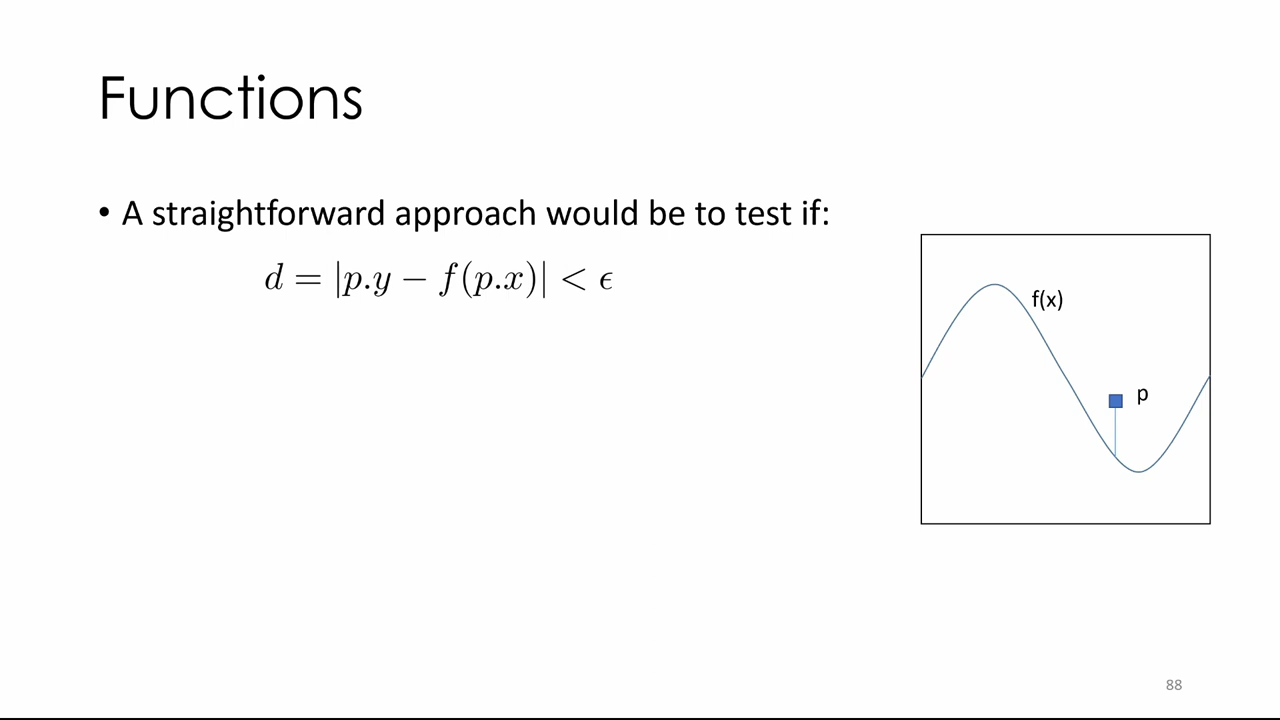 Functions
• A straightforward approach would be to test if:
d = |p.y − f(p.x)| < ϵ
f(x)
p
88